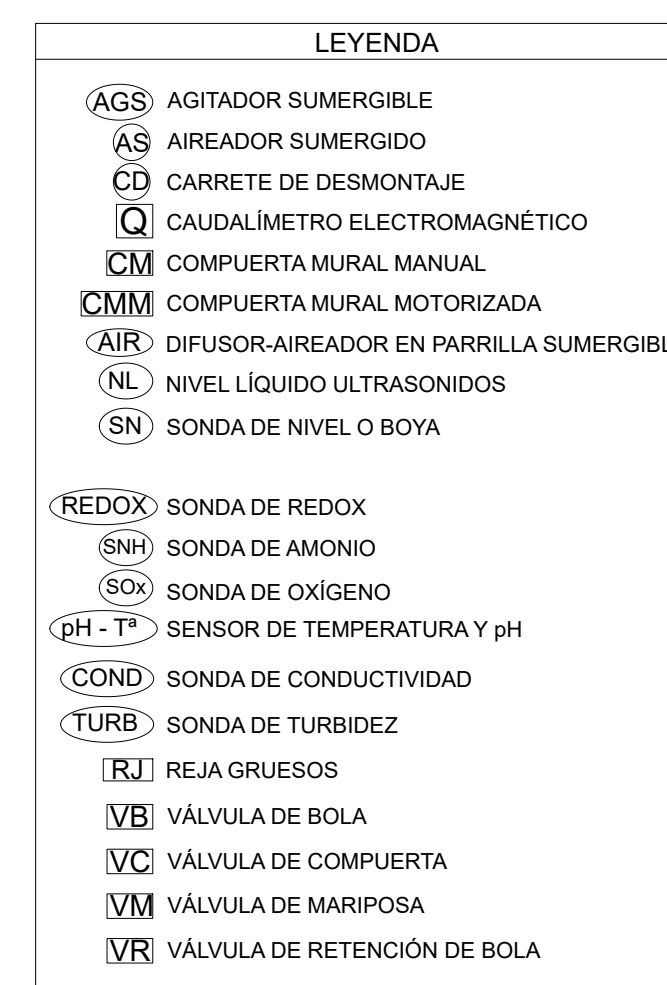 LEYENDA
AGS AGITADOR SUMERGIBLE
AS AIREADOR SUMERGIDO
CD CARRETE DE DESMONTAJE
Q CAUDALÍMETRO ELECTROMAGNÉTICO
CM COMPUERTA MURAL MANUAL
CMM COMPUERTA MURAL MOTORIZADA
AIR DIFUSOR-AIREADOR EN PARRILLA SUMERGIBL
NL NIVEL LÍQUIDO ULTRASONIDOS
SN SONDA DE NIVEL O BOYA
REDOX SONDA DE REDOX
SNH SONDA DE AMONIO
SOx SONDA DE OXÍGENO
pH - Tª SENSOR DE TEMPERATURA Y pH
COND SONDA DE CONDUCTIVIDAD
TURB SONDA DE TURBIDEZ
RJ REJA GRUESOS
VB VÁLVULA DE BOLA
VC VÁLVULA DE COMPUERTA
VM VÁLVULA DE MARIPOSA
VR VÁLVULA DE RETENCIÓN DE BOLA